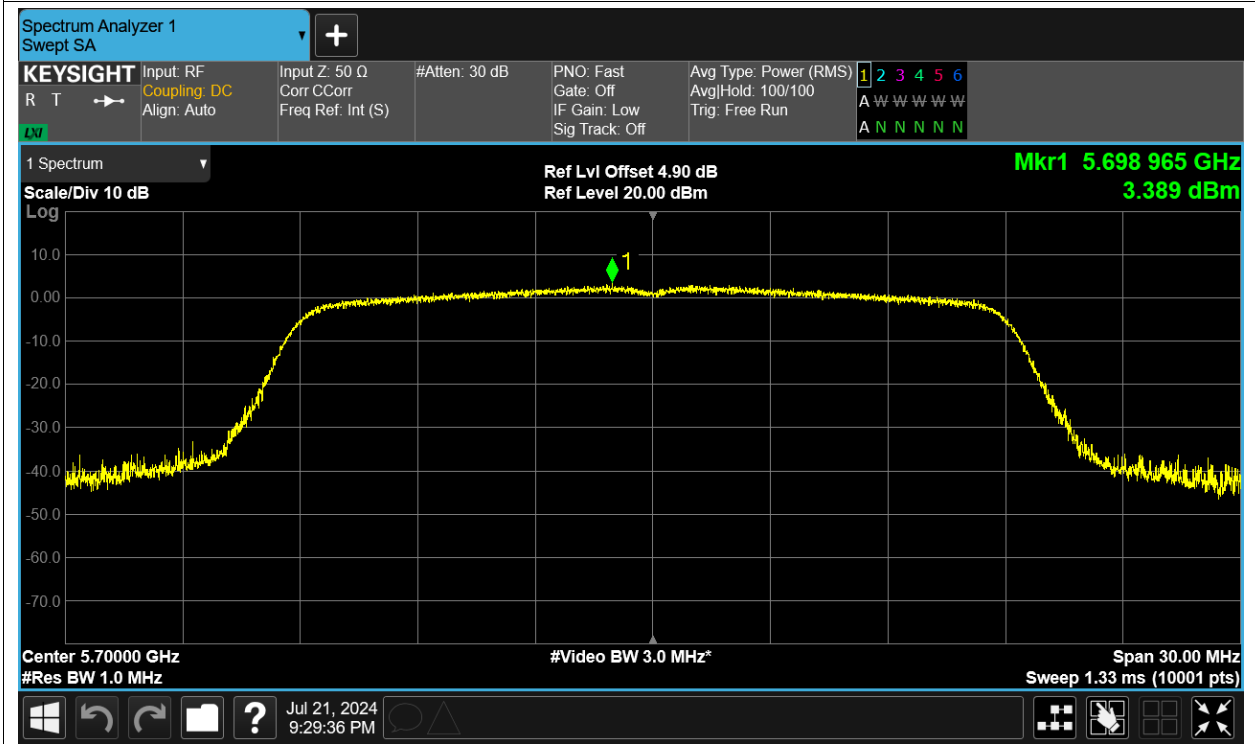 Spectrum Analyzer 1
Swept SA
KEYSIGHT
R T
LXI
Input: RF
Coupling: DC
Align: Auto
Input Z: 50 Ω
Corr CCorr
Freq Ref: Int (S)
#Atten: 30 dB
PNO: Fast
Gate: Off
IF Gain: Low
Sig Track: Off
Avg Type: Power (RMS)
Avg|Hold: 100/100
Trig: Free Run
1 2 3 4 5 6
A W W W W W
A N N N N N
1 Spectrum
Scale/Div 10 dB
Log
Ref Lvl Offset 4.90 dB
Ref Level 20.00 dBm
Mkr1 5.698 965 GHz
3.389 dBm
1
10.0
0.00
-10.0
-20.0
-30.0
-40.0
-50.0
-60.0
-70.0
Center 5.70000 GHz
#Res BW 1.0 MHz
#Video BW 3.0 MHz*
Span 30.00 MHz
Sweep 1.33 ms (10001 pts)
?
Jul 21, 2024
9:29:36 PM